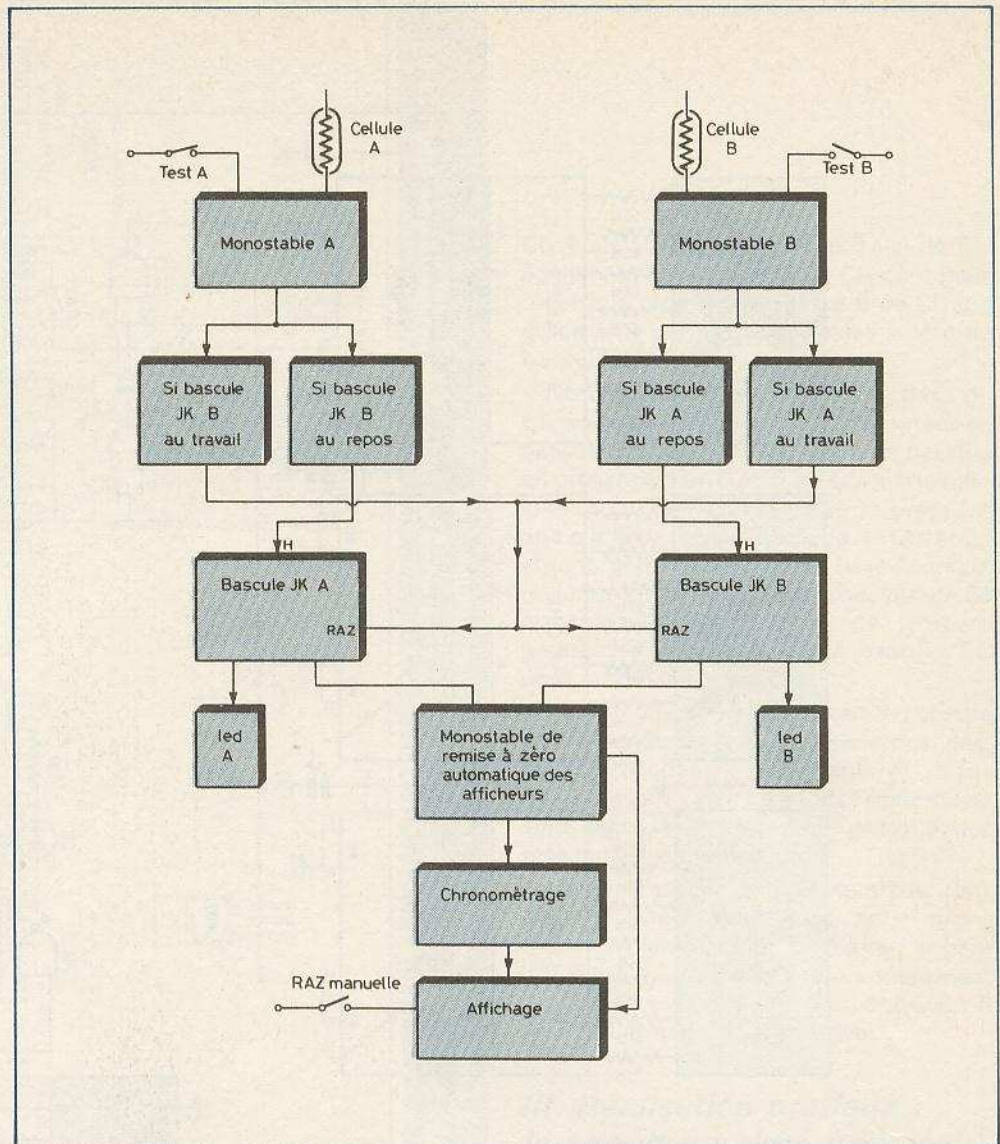 Cellule
A
Test A
Cellule
B
Test B
Monostable A
Monostable B
Si bascule
JK B
au travail
Si bascule
JK B
au repos
Si bascule
JK A
au repos
Si bascule
JK A
au travail
H
Bascule JK A
RAZ
H
Bascule JK B
RAZ
led
A
Monostable de
remise à zéro
automatique des
afficheurs
led
B
Chronométrage
RAZ manuelle
Affichage